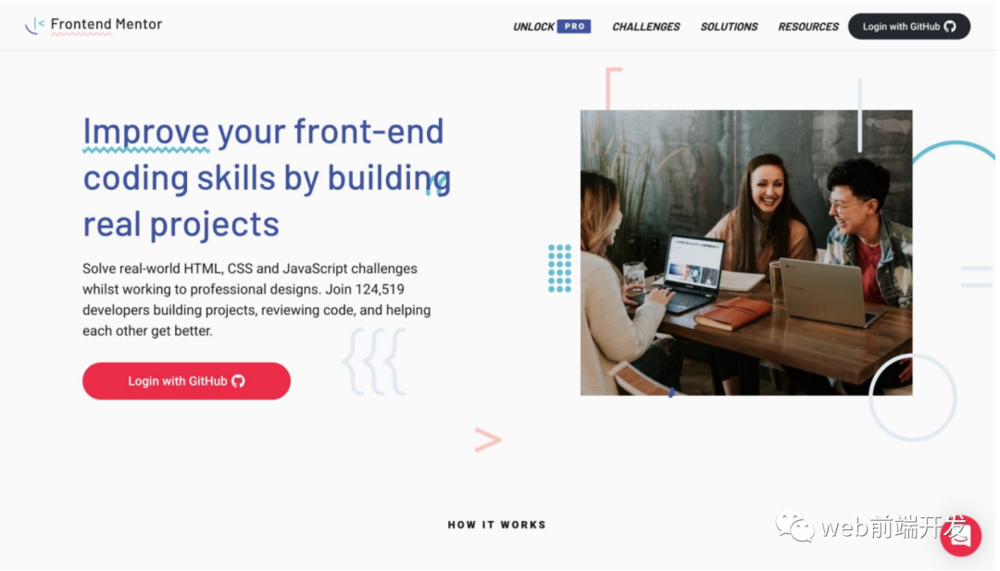 Frontend Mentor
UNLOCK PRO CHALLENGES SOLUTIONS RESOURCES Login with GitHub
Improve your front-end
coding skills by building
real projects
Solve real-world HTML, CSS and JavaScript challenges
whilst working to professional designs. Join 124,519
developers building projects, reviewing code, and helping
each other get better.
Login with GitHub
HOW IT WORKS
web前端开发